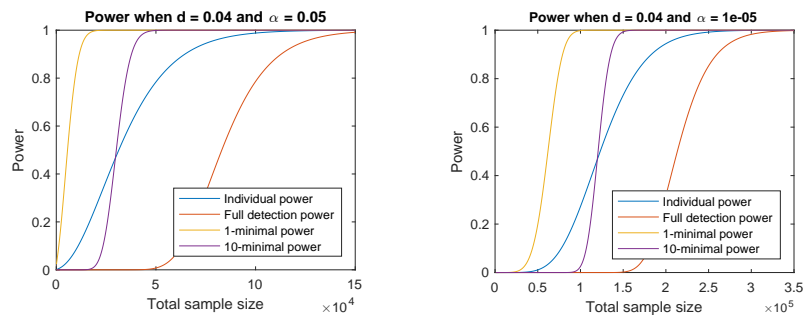 Power when d = 0.04 and α = 0.05
1
0.8
0.6
0.4
0.2
0
Power
Individual power
Full detection power
1-minimal power
10-minimal power
0 5 10 15
Total sample size
×10⁴
Power when d = 0.04 and α = 1e-05
1
0.8
0.6
0.4
0.2
0
Power
Individual power
Full detection power
1-minimal power
10-minimal power
0 0.5 1 1.5 2 2.5 3 3.5
Total sample size
×10⁵